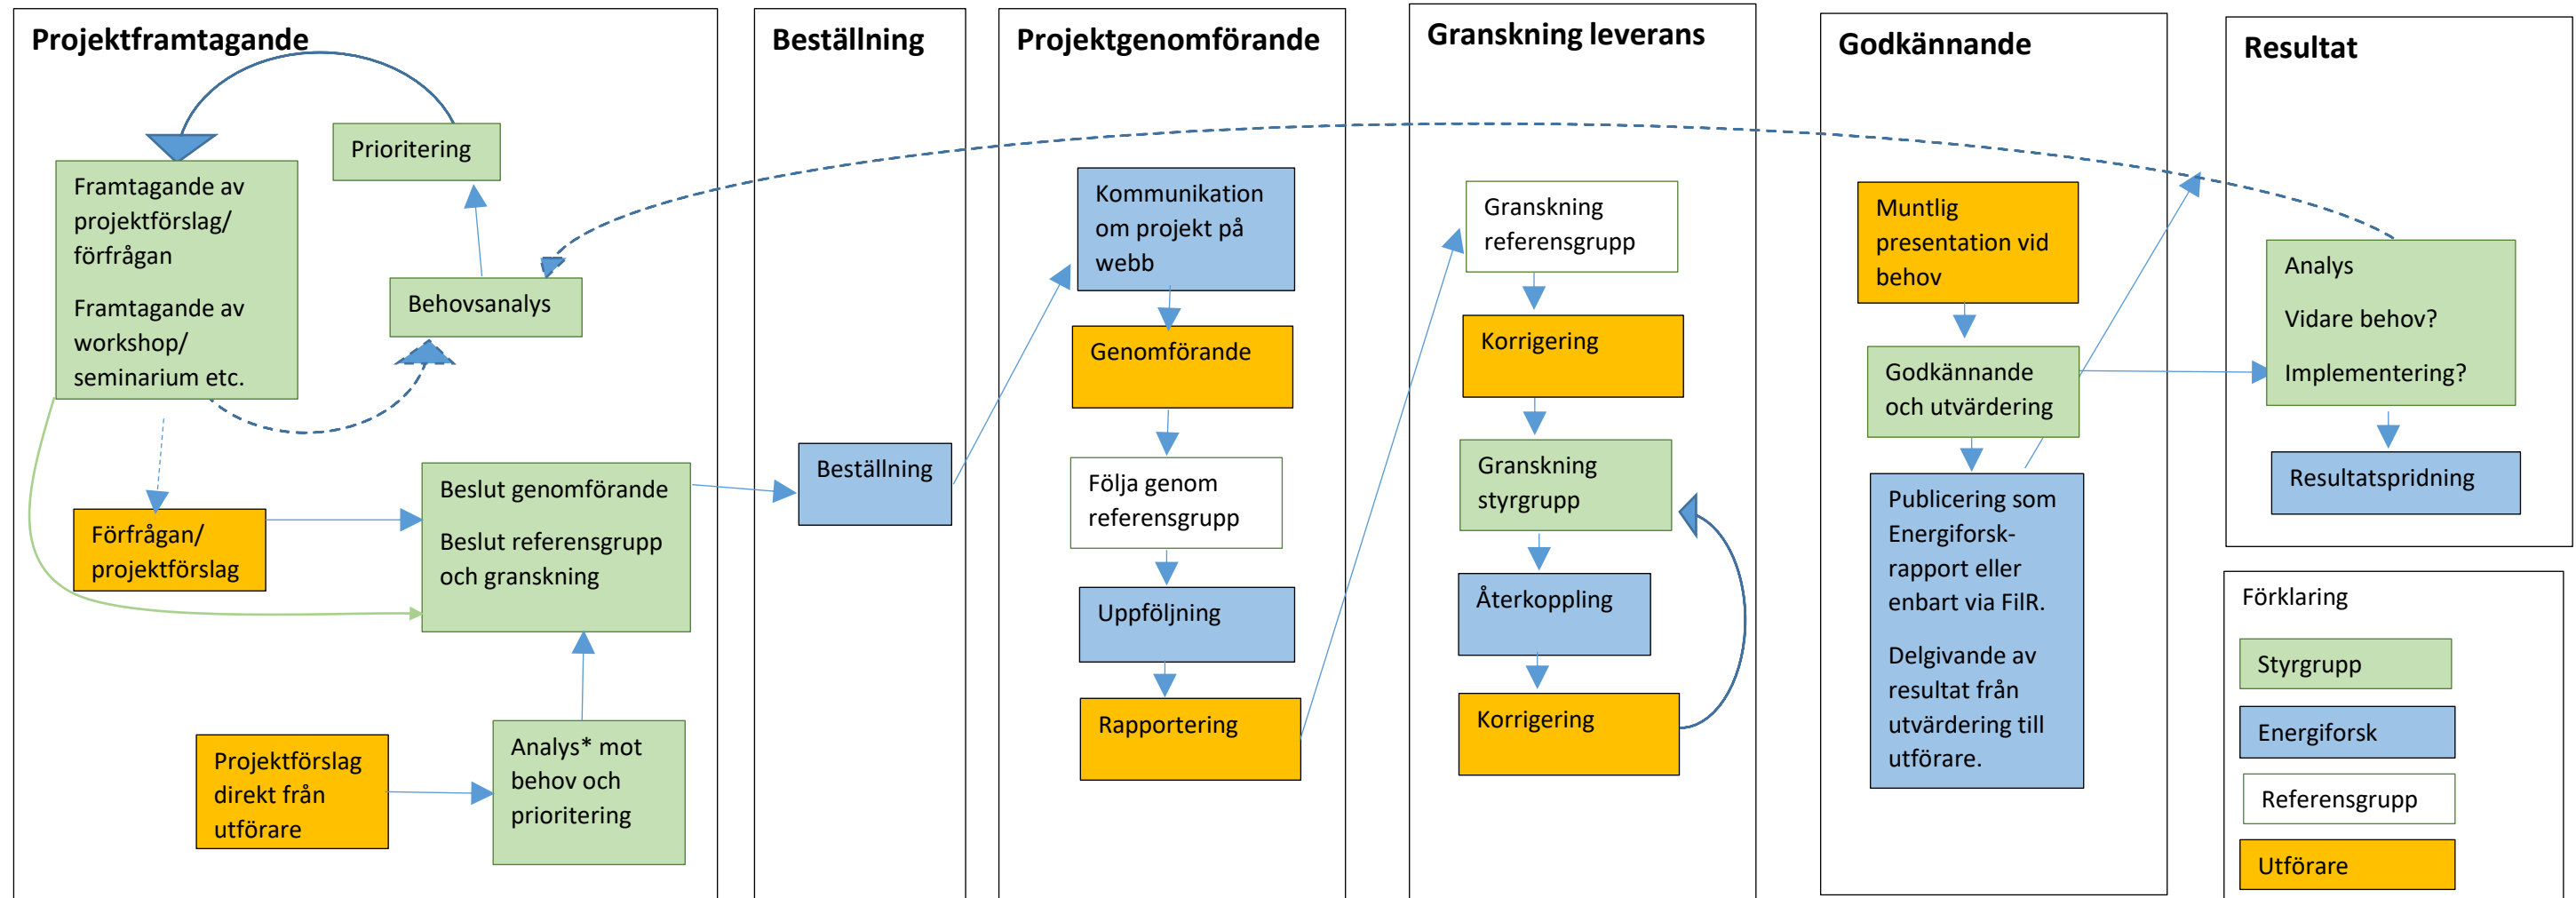 Projektframtagande
Prioritering
Framtagande av
projektförslag/
förfrågan
Framtagande av
workshop/
seminarium etc.
Behovsanalys
Förfrågan/
projektförslag
Beslut genomförande
Beslut referensgrupp
och granskning
Projektförslag
direkt från
utförare
Analys* mot
behov och
prioritering
Beställning
Beställning
Projektgenomförande
Kommunikation
om projekt på
webb
Genomförande
Följa genom
referensgrupp
Uppföljning
Rapportering
Granskning leverans
Granskning
referensgrupp
Korrigering
Granskning
styrgrupp
Återkoppling
Korrigering
Godkännande
Muntlig
presentation vid
behov
Godkännande
och utvärdering
Publicering som
Energiforsk-
rapport eller
enbart via FilR.
Delgivande av
resultat från
utvärdering till
utförare.
Resultat
Analys
Vidare behov?
Implementering?
Resultatspridning
Förklaring
Styrgrupp
Energiforsk
Referensgrupp
Utförare